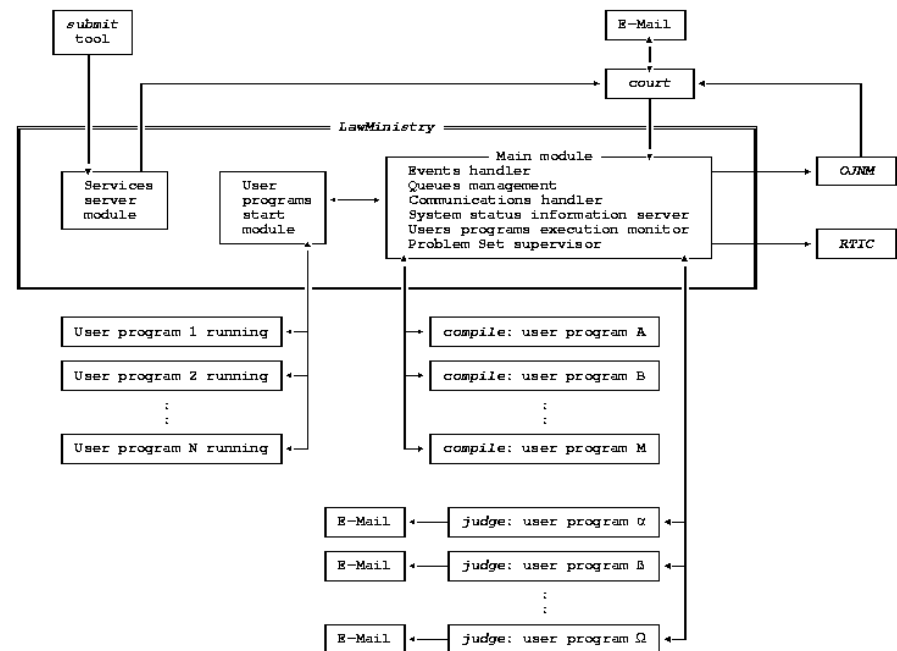 submit
tool
E-Mail
court
LawMinistry
Services
server
module
User
programs
start
module
Main module
Events handler
Queues management
Communications handler
System status information server
Users programs execution monitor
Problem Set supervisor
OJNM
RTIC
User program 1 running
User program 2 running
:
:
User program N running
compile: user program A
compile: user program B
:
:
compile: user program M
E-Mail
judge: user program α
E-Mail
judge: user program ß
:
:
E-Mail
judge: user program Ω